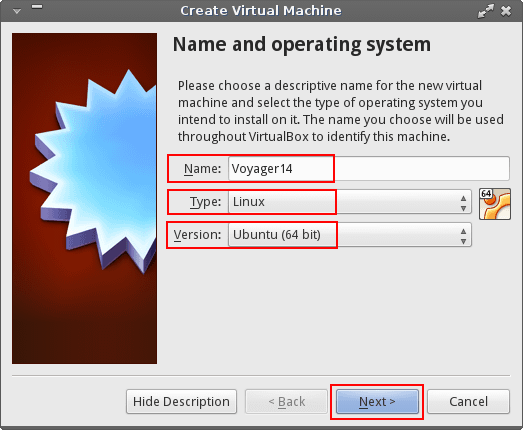 Create Virtual Machine
Name and operating system
Please choose a descriptive name for the new virtual
machine and select the type of operating system you
intend to install on it. The name you choose will be used
throughout VirtualBox to identify this machine.
Name: Voyager14
Type: Linux
64
Version: Ubuntu (64 bit)
Hide Description < Back Next > Cancel